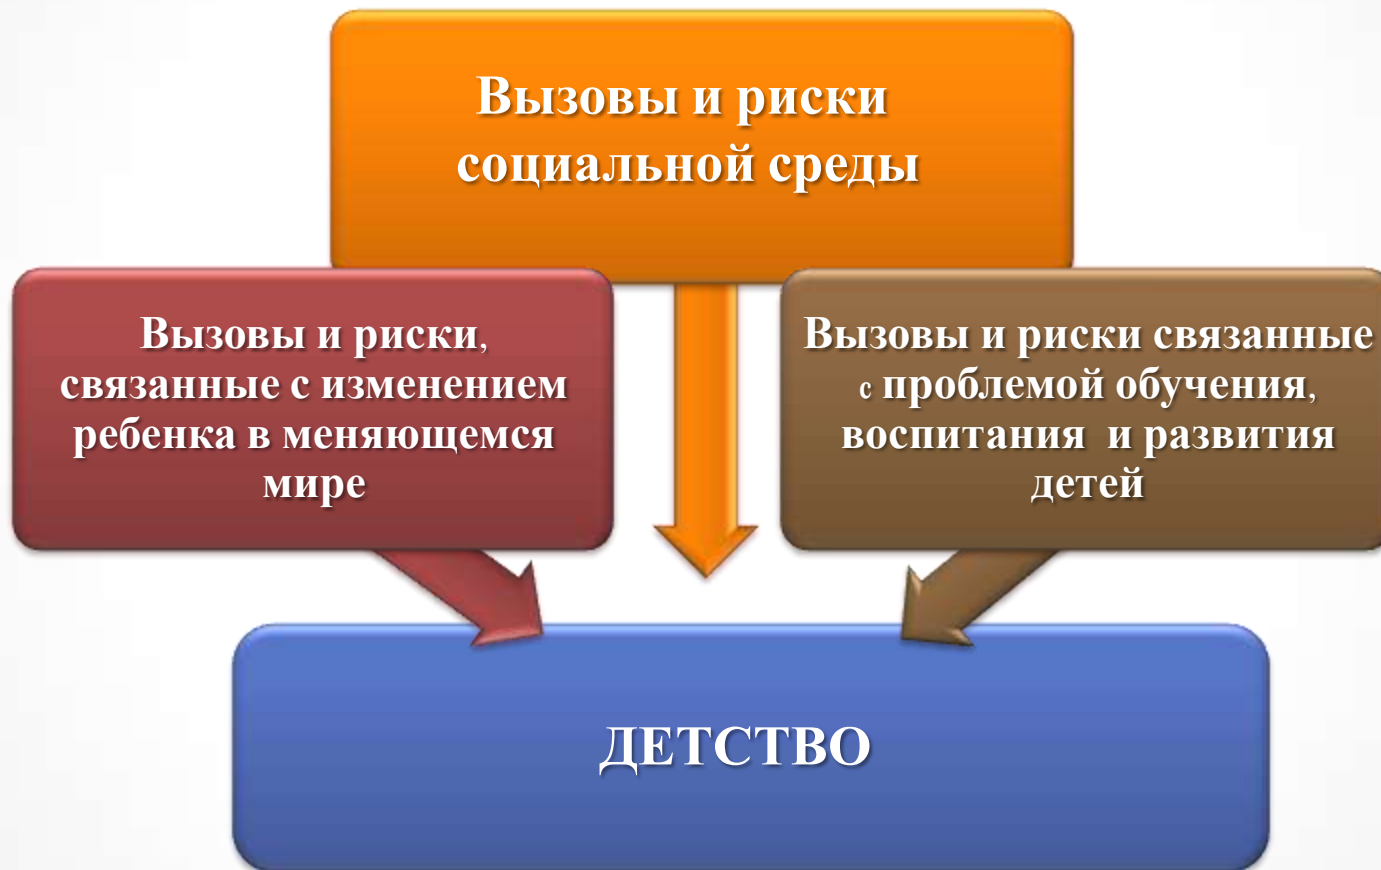 Вызовы и риски
социальной среды
Вызовы и риски,
связанные с изменением
ребенка в меняющемся
мире
Вызовы и риски связанные
с проблемой обучения,
воспитания и развития
детей
ДЕТСТВО